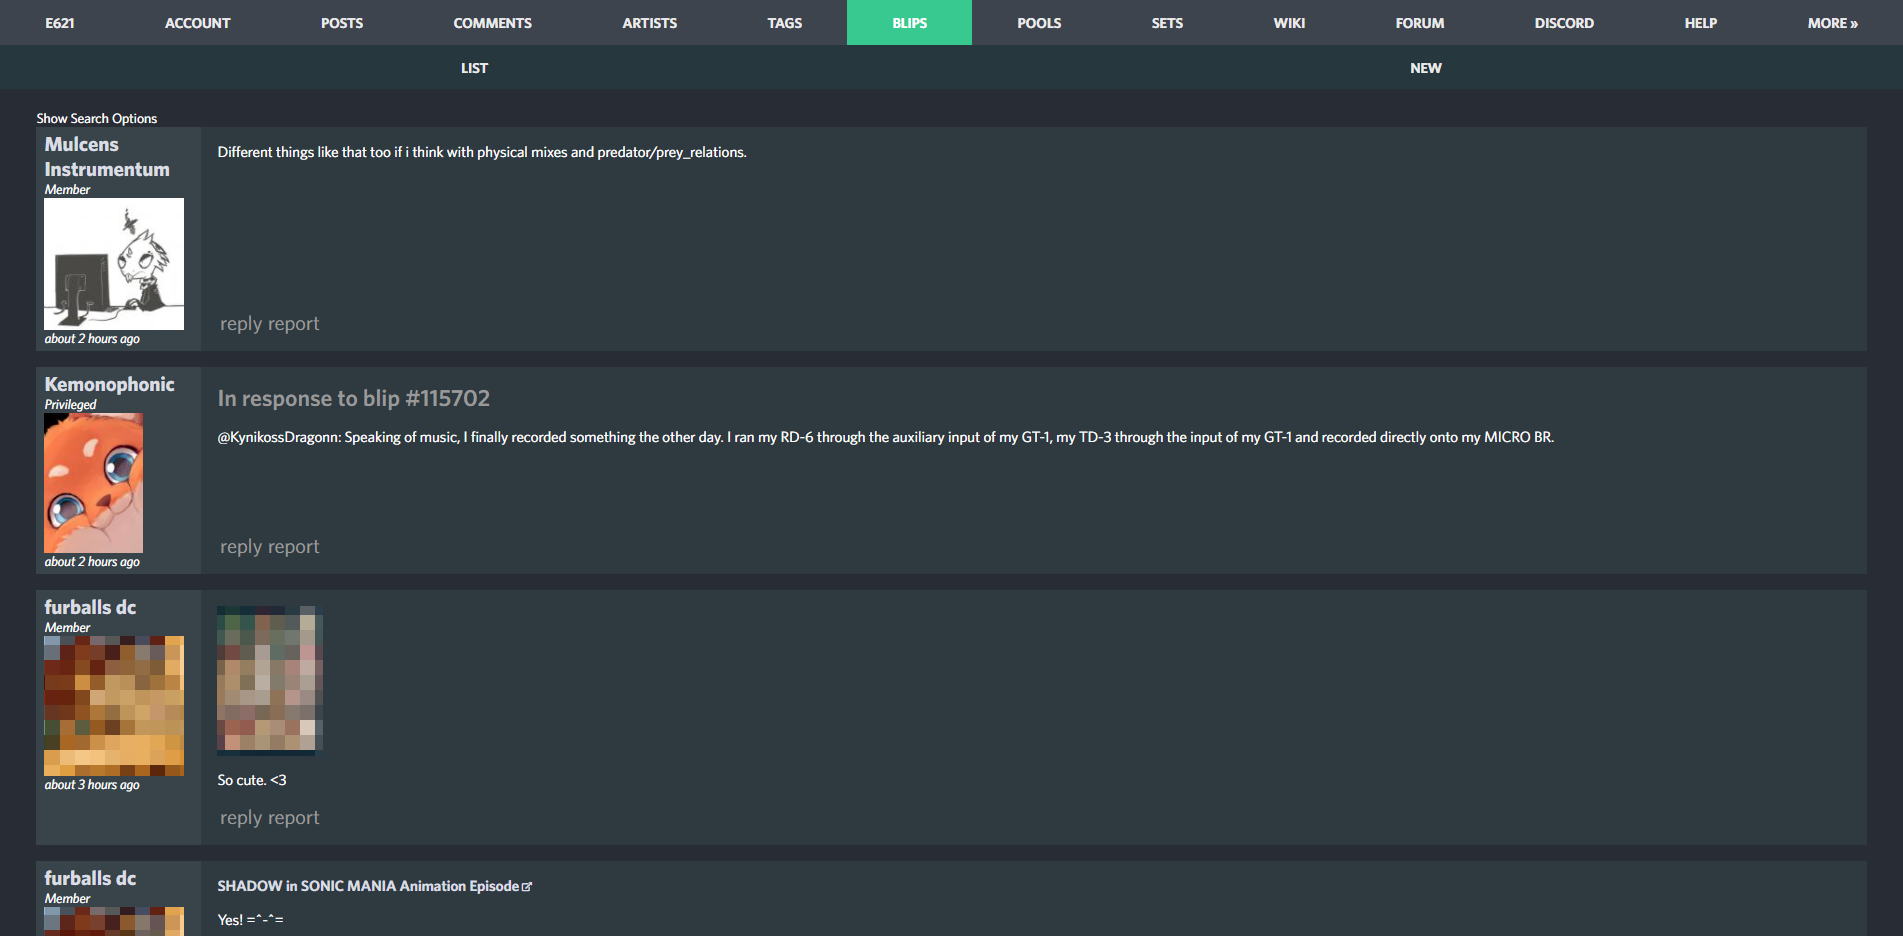 E621 ACCOUNT POSTS COMMENTS ARTISTS TAGS BLIPS POOLS SETS WIKI FORUM DISCORD HELP MORE »
LIST NEW
Show Search Options
Mulcens
Instrumentum
Member
about 2 hours ago
Different things like that too if i think with physical mixes and predator/prey_relations.
reply report
Kemonophonic
Privileged
about 2 hours ago
In response to blip #115702
@KynikossDragonn: Speaking of music, I finally recorded something the other day. I ran my RD-6 through the auxiliary input of my GT-1, my TD-3 through the input of my GT-1 and recorded directly onto my MICRO BR.
reply report
furballs dc
Member
about 3 hours ago
So cute. <3
reply report
furballs dc
Member
SHADOW in SONIC MANIA Animation Episode
Yes! =^-^=